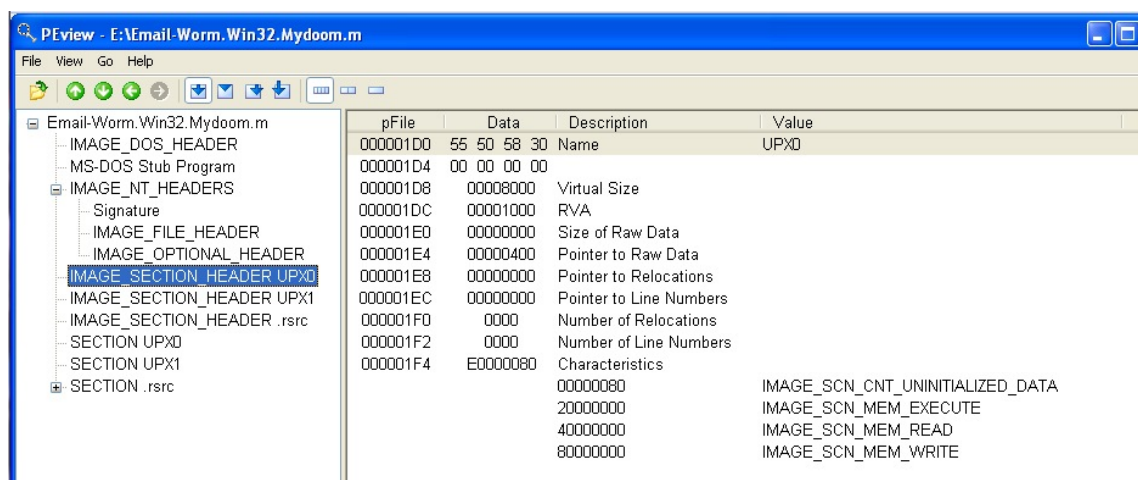 PEview - E:\Email-Worm.Win32.Mydoom.m
File View Go Help
Email-Worm.Win32.Mydoom.m
IMAGE_DOS_HEADER
MS-DOS Stub Program
IMAGE_NT_HEADERS
Signature
IMAGE_FILE_HEADER
IMAGE_OPTIONAL_HEADER
IMAGE_SECTION_HEADER UPX0
IMAGE_SECTION_HEADER UPX1
IMAGE_SECTION_HEADER .rsrc
SECTION UPX0
SECTION UPX1
SECTION .rsrc
pFile Data Description Value
000001D0 55 50 58 30 Name UPX0
000001D4 00 00 00 00
000001D8 00008000 Virtual Size
000001DC 00001000 RVA
000001E0 00000000 Size of Raw Data
000001E4 00000400 Pointer to Raw Data
000001E8 00000000 Pointer to Relocations
000001EC 00000000 Pointer to Line Numbers
000001F0 0000 Number of Relocations
000001F2 0000 Number of Line Numbers
000001F4 E0000080 Characteristics
00000080 IMAGE_SCN_CNT_UNINITIALIZED_DATA
20000000 IMAGE_SCN_MEM_EXECUTE
40000000 IMAGE_SCN_MEM_READ
80000000 IMAGE_SCN_MEM_WRITE